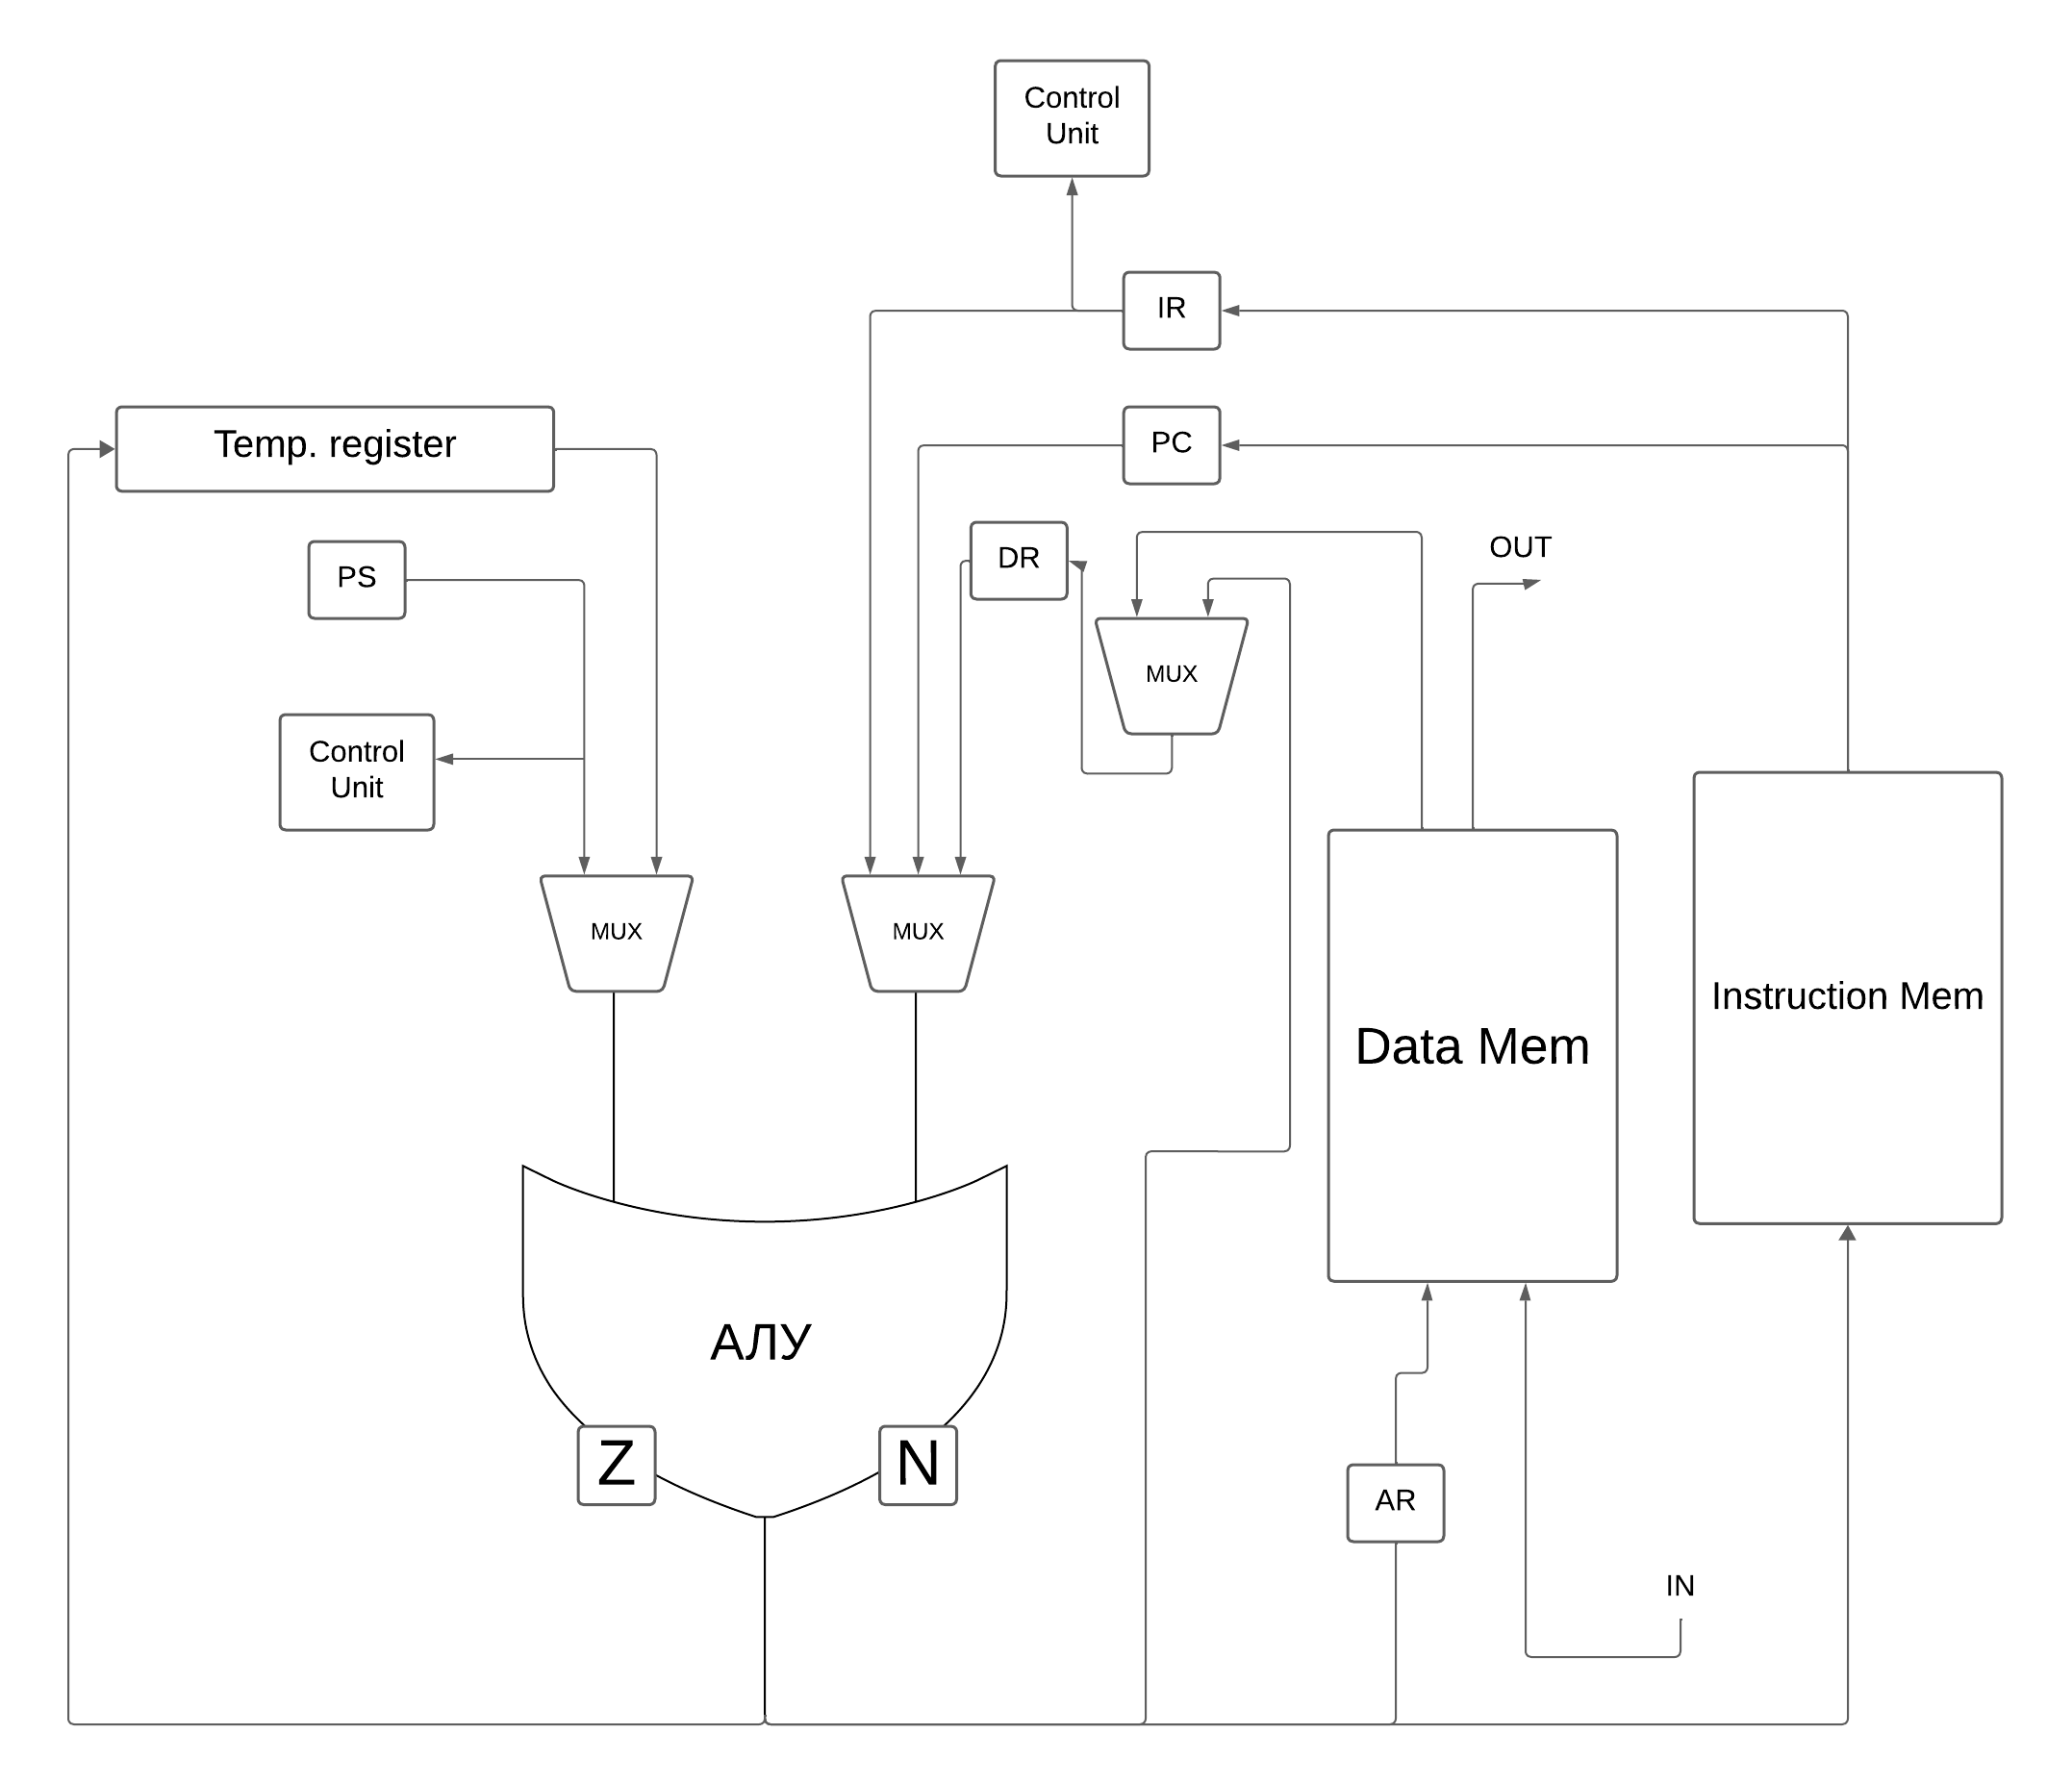 Control
Unit
IR
Temp. register
PC
DR
OUT
PS
MUX
Control
Unit
MUX
MUX
Instruction Mem
Data Mem
АЛУ
Z
N
AR
IN